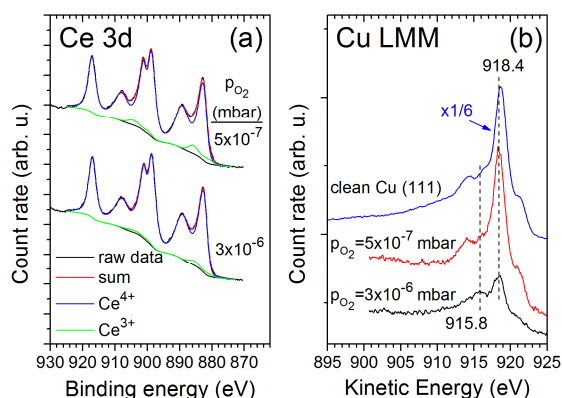 Ce 3d (a)
p_O₂
(mbar)
5x10⁻⁷
3x10⁻⁶
raw data
sum
Ce⁴⁺
Ce³⁺
Count rate (arb. u.)
930 920 910 900 890 880 870
Binding energy (eV)
Cu LMM (b)
918.4
x1/6
clean Cu (111)
p_O₂=5x10⁻⁷ mbar
p_O₂=3x10⁻⁶ mbar
915.8
Count rate (arb. u.)
895 900 905 910 915 920 925
Kinetic Energy (eV)